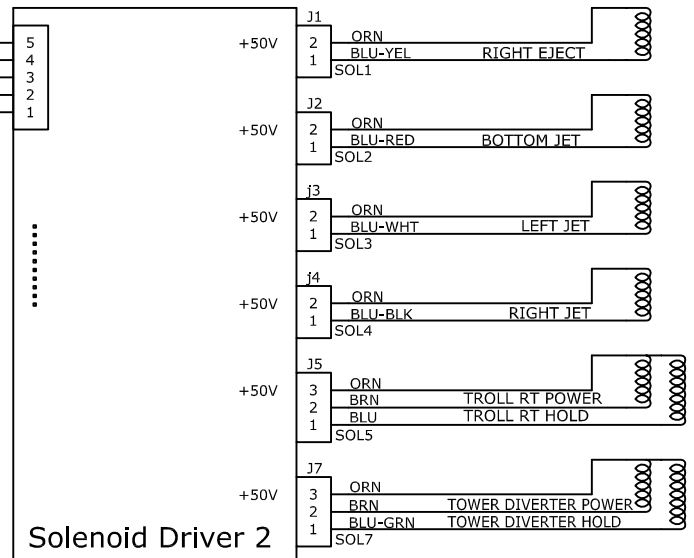 J1
+50V 2 ORN
1 BLU-YEL RIGHT EJECT
SOL1
5
4
3
2
1
J2
+50V 2 ORN
1 BLU-RED BOTTOM JET
SOL2
j3
+50V 2 ORN
1 BLU-WHT LEFT JET
SOL3
j4
+50V 2 ORN
1 BLU-BLK RIGHT JET
SOL4
J5
+50V 3 ORN
2 BRN TROLL RT POWER
1 BLU TROLL RT HOLD
SOL5
J7
+50V 3 ORN
2 BRN TOWER DIVERTER POWER
1 BLU-GRN TOWER DIVERTER HOLD
SOL7
Solenoid Driver 2